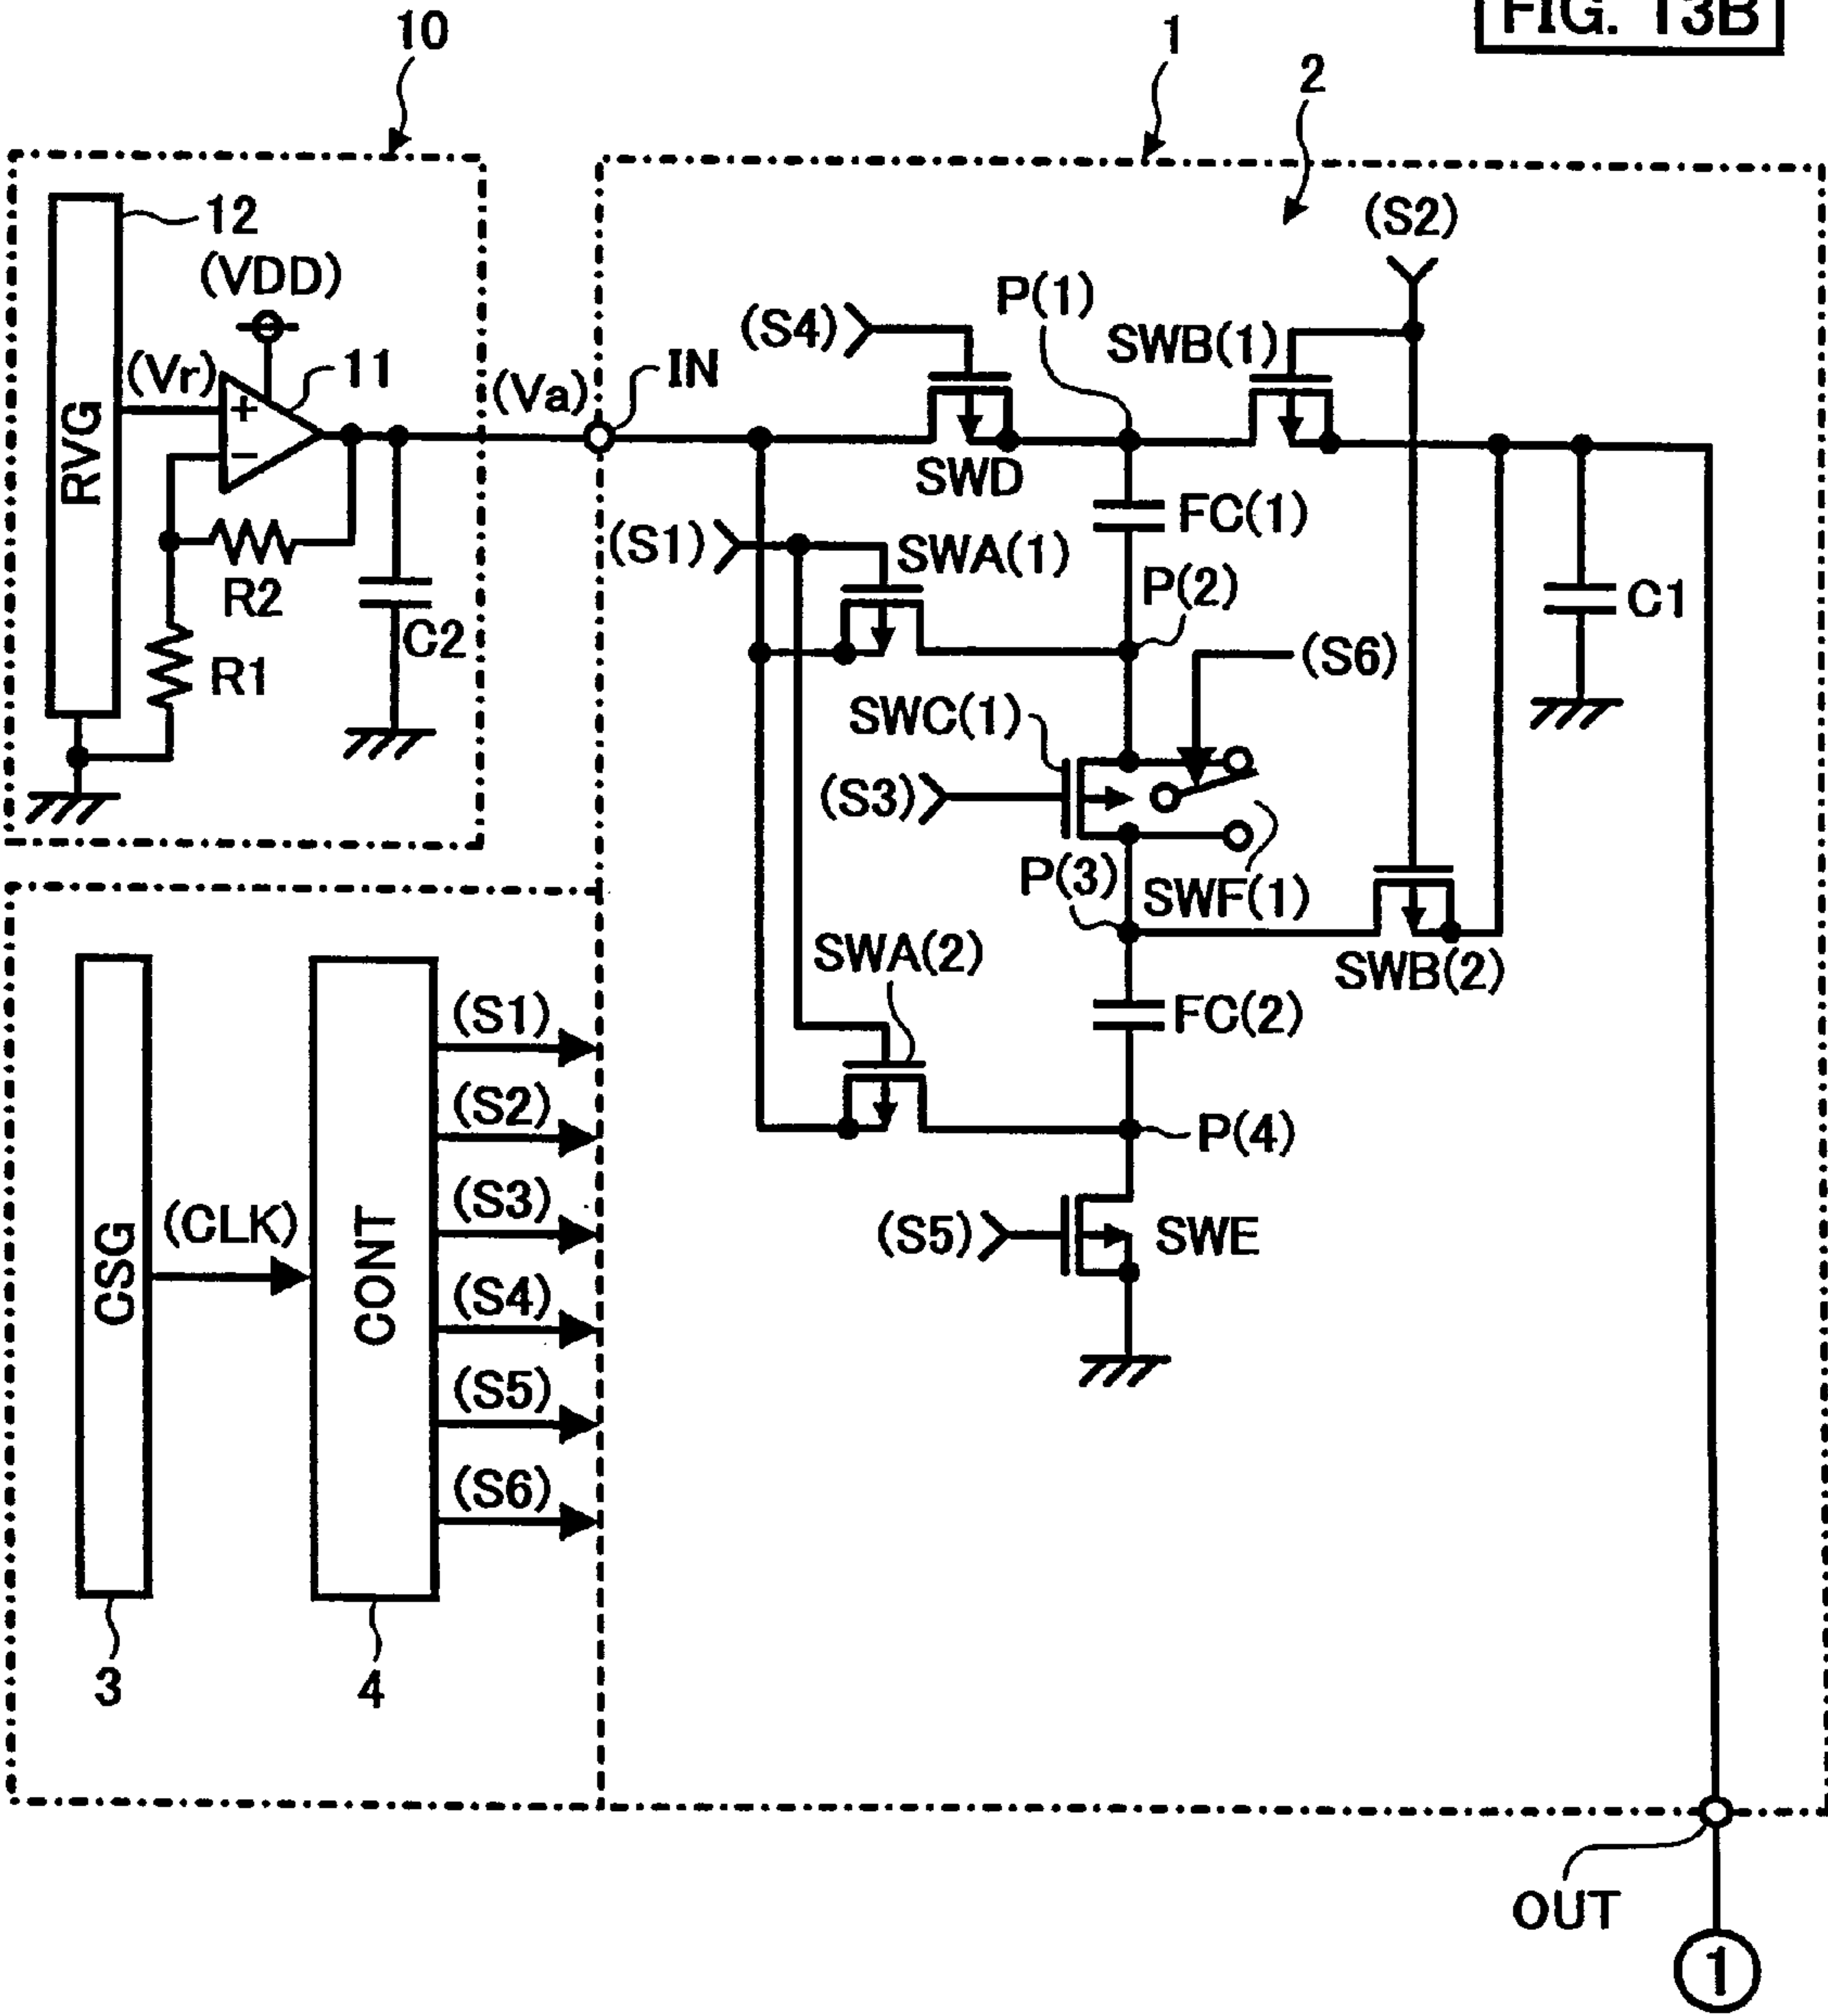 FIG. 13B
10
1
2
12
(VDD)
(Vr)
11
RVG
+
−
R2
R1
C2
(Va)
IN
(S4)
P(1)
SWB(1)
(S2)
SWD
FC(1)
(S1)
SWA(1)
P(2)
C1
(S6)
SWC(1)
(S3)
P(3)
SWF(1)
SWA(2)
SWB(2)
FC(2)
P(4)
(S5)
SWE
CSG
(CLK)
CONT
(S1)
(S2)
(S3)
(S4)
(S5)
(S6)
3
4
OUT
1